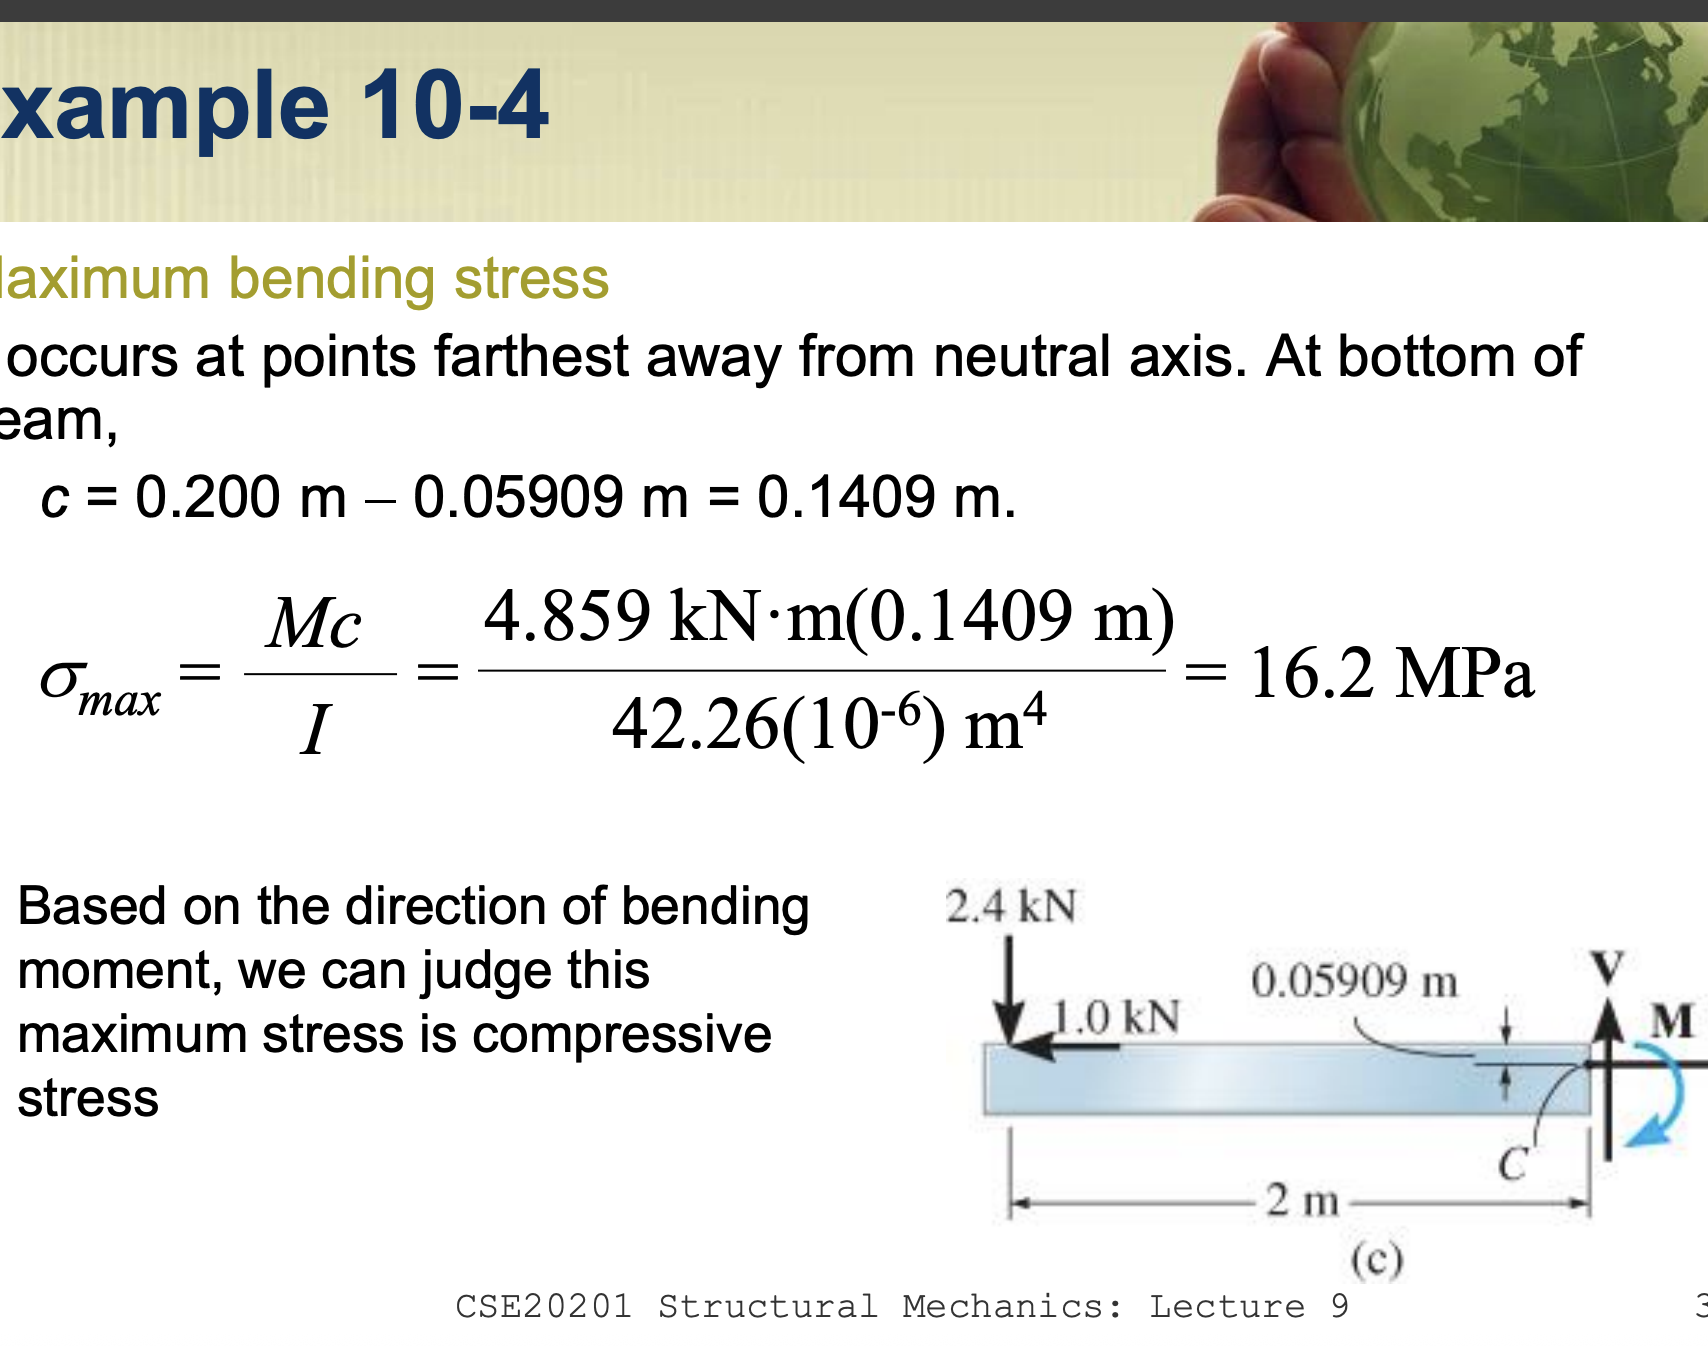 xample 10-4
aximum bending stress
occurs at points farthest away from neutral axis. At bottom of
eam,
c = 0.200 m – 0.05909 m = 0.1409 m.
σmax = Mc / I = 4.859 kN·m(0.1409 m) / 42.26(10-6) m4 = 16.2 MPa
Based on the direction of bending
moment, we can judge this
maximum stress is compressive
stress
2.4 kN
1.0 kN
0.05909 m
V
M
C
2 m
(c)
CSE20201 Structural Mechanics: Lecture 9
3